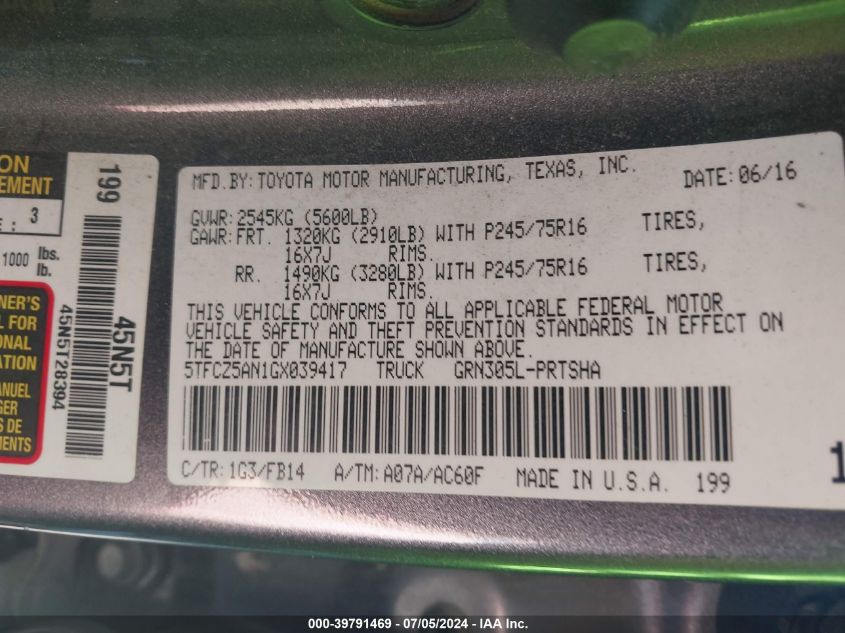 MFD.BY:TOYOTA MOTOR MANUFACTURING, TEXAS, INC. DATE:06/16
GVWR:2545KG (5600LB)
GAWR:FRT. 1320KG (2910LB) WITH P245/75R16 TIRES,
16X7J RIMS.
RR. 1490KG (3280LB) WITH P245/75R16 TIRES,
16X7J RIMS.
THIS VEHICLE CONFORMS TO ALL APPLICABLE FEDERAL MOTOR
VEHICLE SAFETY AND THEFT PREVENTION STANDARDS IN EFFECT ON
THE DATE OF MANUFACTURE SHOWN ABOVE.
5TFCZ5AN1GX039417 TRUCK GRN305L-PRTSHA
C/TR:1G3/FB14 A/TM:A07A/AC60F MADE IN U.S.A. 199
199
45N5T
45N5T28394
: 3
1000 lbs.
lb.
000-39791469 - 07/05/2024 - IAA Inc.